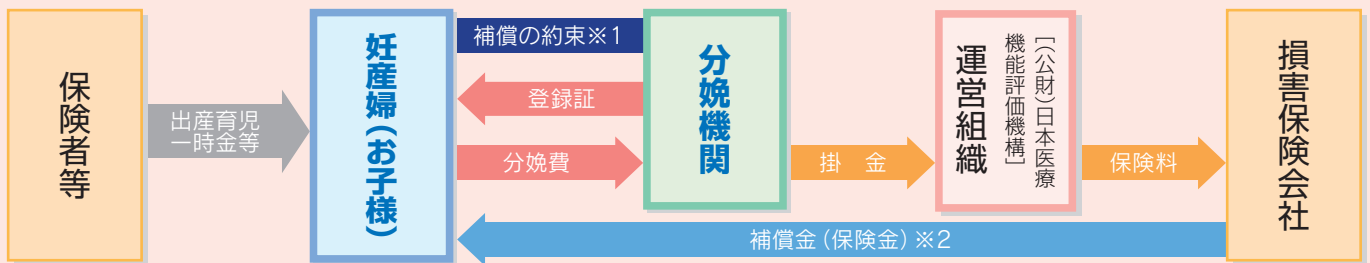 保険者等
出産育児
一時金等
妊産婦(お子様)
補償の約束※1
登録証
分娩費
分娩機関
掛　金
運営組織
［(公財)日本医療
機能評価機構］
保険料
損害保険会社
補償金(保険金)※2